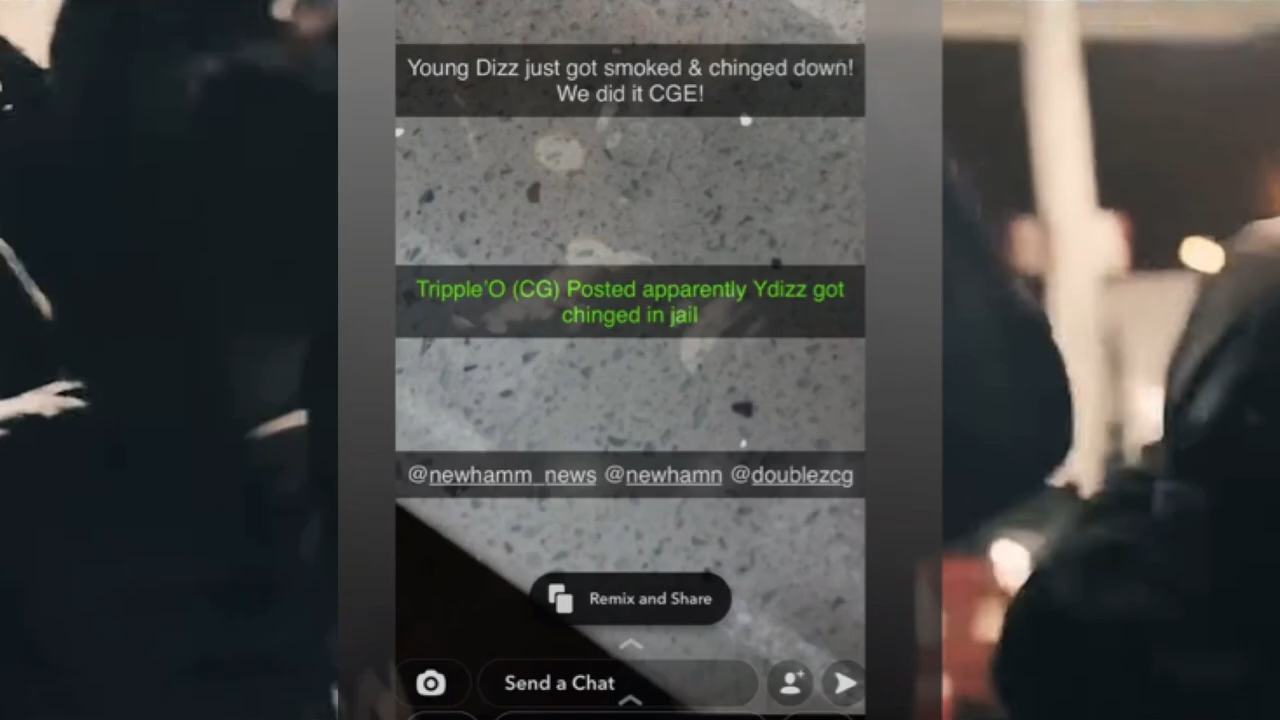 Young Dizz just got smoked & chinged down!
We did it CGE!
Tripple'O (CG) Posted apparently Ydizz got
chinged in jail
@newhamm_news @newhamn @doublezcg
Remix and Share
Send a Chat